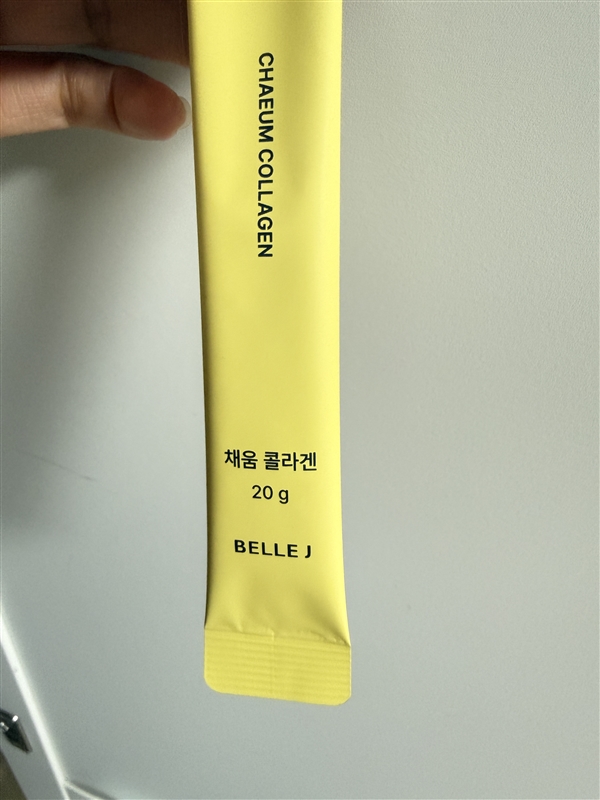 CHAEUM COLLAGEN
채움 콜라겐
20 g
BELLE J